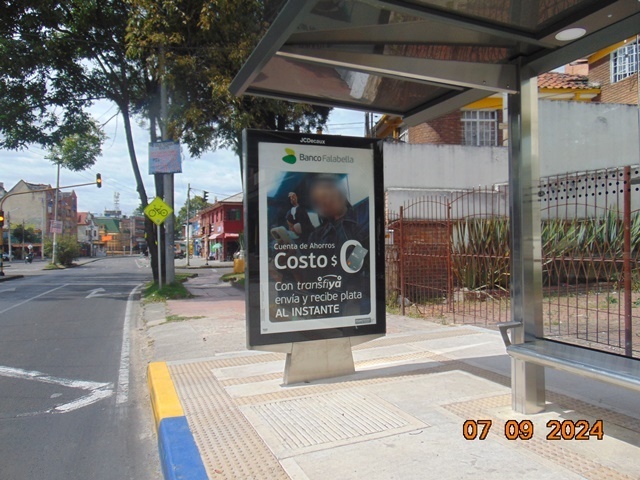 JCDecaux
Banco Falabella
Cuenta de Ahorros
Costo $0
Con transfiYa
envía y recibe plata
AL INSTANTE
07 09 2024